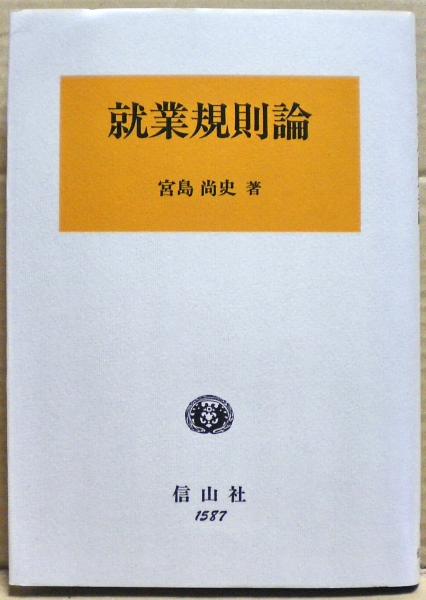 就業規則論
宮島 尚史 著
信山社
1587